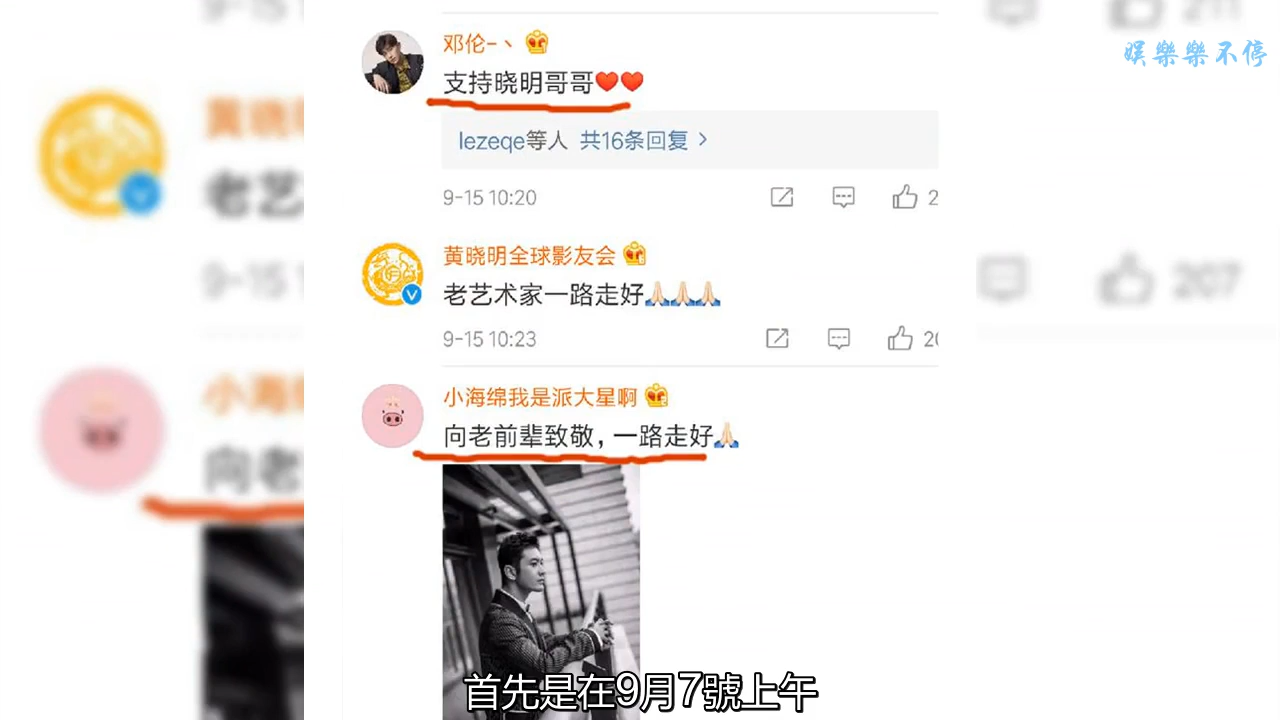 娱樂樂不停
邓伦-丶
支持晓明哥哥❤️❤️
lezeqe等人 共16条回复 >
9-15 10:20
2
黄晓明全球影友会
老艺术家一路走好🙏🏻🙏🏻🙏🏻
9-15 10:23
小海绵我是派大星啊
向老前辈致敬，一路走好🙏🏻
首先是在9月7號上午